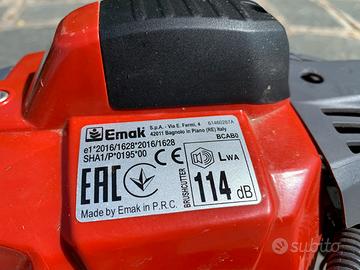 Emak
S.p.A. - Via E. Fermi, 4
42011 Bagnolo in Piano (RE) Italy
61460267A
BCAB0
e1*2016/1628*2016/1628
SHA1/P*0195*00
CE
EAC
Made by Emak in P.R.C.
BRUSHCUTTER
LWA
114 dB
subito